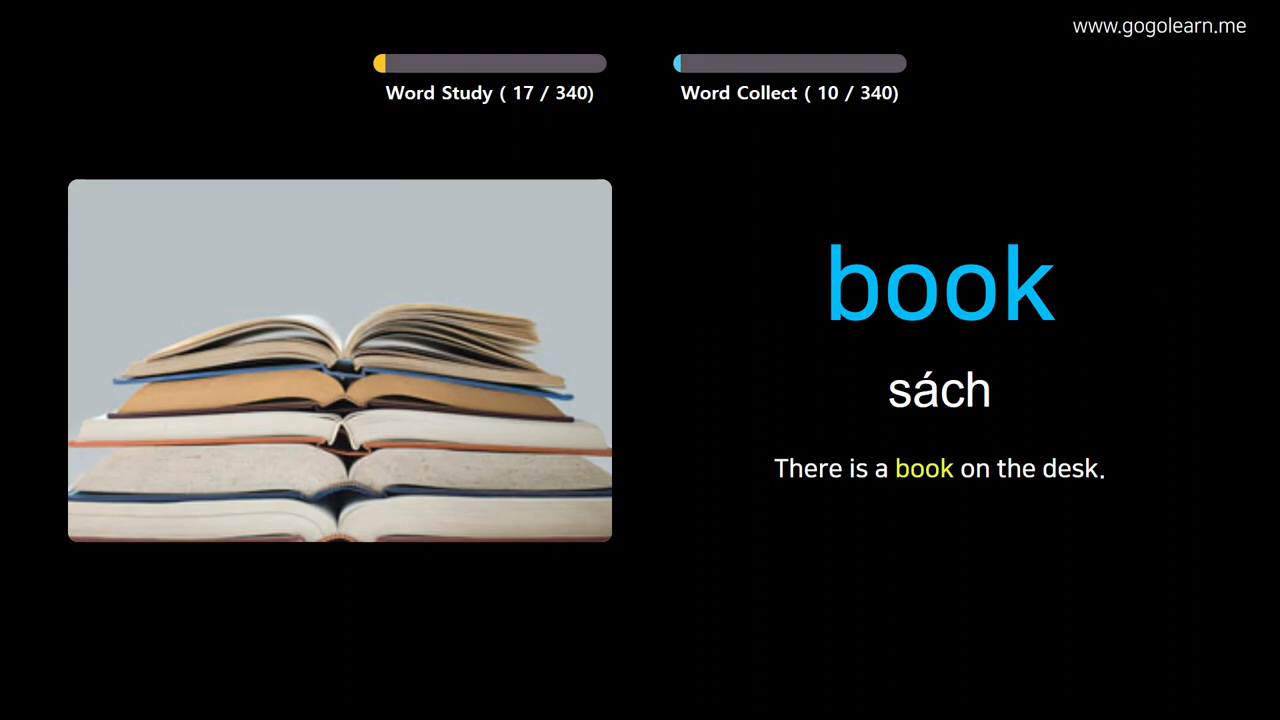 www.gogolearn.me
Word Study ( 17 / 340)
Word Collect ( 10 / 340)
book
sách
There is a book on the desk.